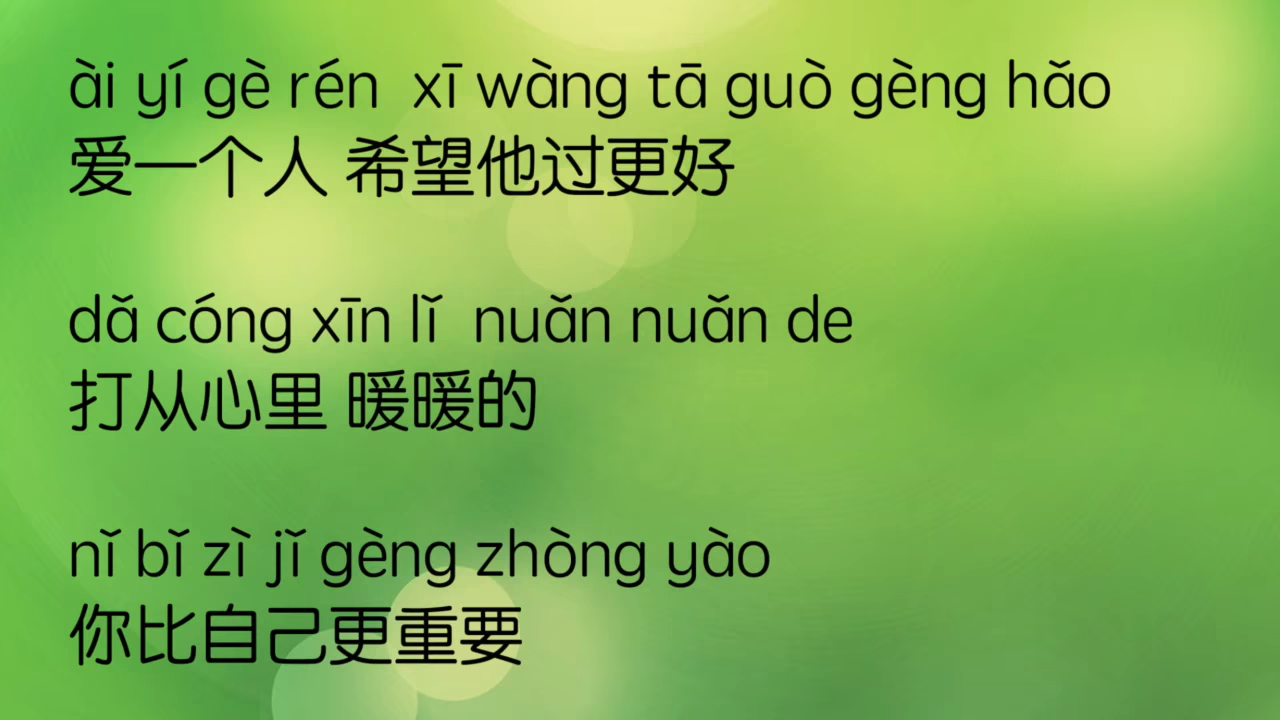 ài yí gè rén  xī wàng tā guò gèng hǎo
爱一个人 希望他过更好
dǎ cóng xīn lǐ  nuǎn nuǎn de
打从心里 暖暖的
nǐ bǐ zì jǐ gèng zhòng yào
你比自己更重要